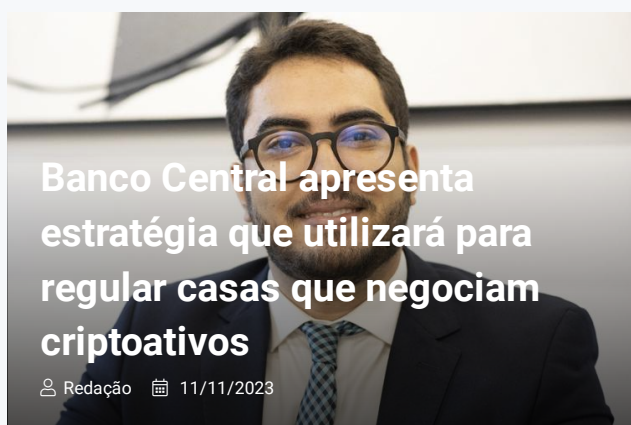 Banco Central apresenta
estratégia que utilizará para
regular casas que negociam
criptoativos
Redação 11/11/2023